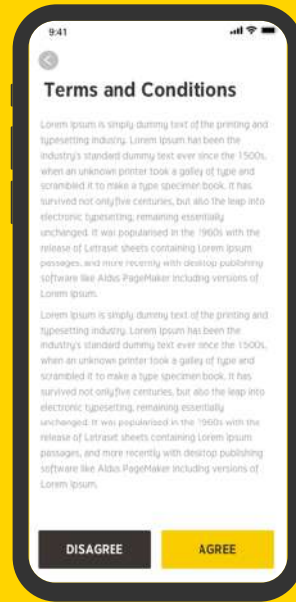 9:41
Terms and Conditions
Lorem Ipsum is simply dummy text of the printing and
typesetting industry. Lorem Ipsum has been the
industry's standard dummy text ever since the 1500s,
when an unknown printer took a galley of type and
scrambled it to make a type specimen book. It has
survived not only five centuries, but also the leap into
electronic typesetting, remaining essentially
unchanged. It was popularised in the 1960s with the
release of Letraset sheets containing Lorem Ipsum
passages, and more recently with desktop publishing
software like Aldus PageMaker including versions of
Lorem Ipsum.
Lorem Ipsum is simply dummy text of the printing and
typesetting industry. Lorem Ipsum has been the
industry's standard dummy text ever since the 1500s,
when an unknown printer took a galley of type and
scrambled it to make a type specimen book. It has
survived not only five centuries, but also the leap into
electronic typesetting, remaining essentially
unchanged. It was popularised in the 1960s with the
release of Letraset sheets containing Lorem Ipsum
passages, and more recently with desktop publishing
software like Aldus PageMaker including versions of
Lorem Ipsum.
DISAGREE AGREE